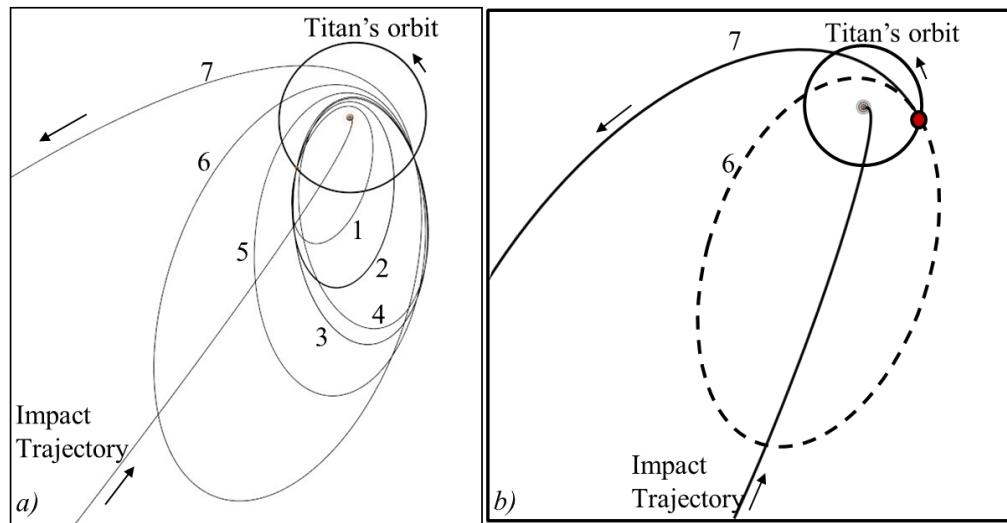 Titan's orbit
7
6
5
1
2
4
3
Impact
Trajectory
a)
Titan's orbit
7
6
Impact
Trajectory
b)